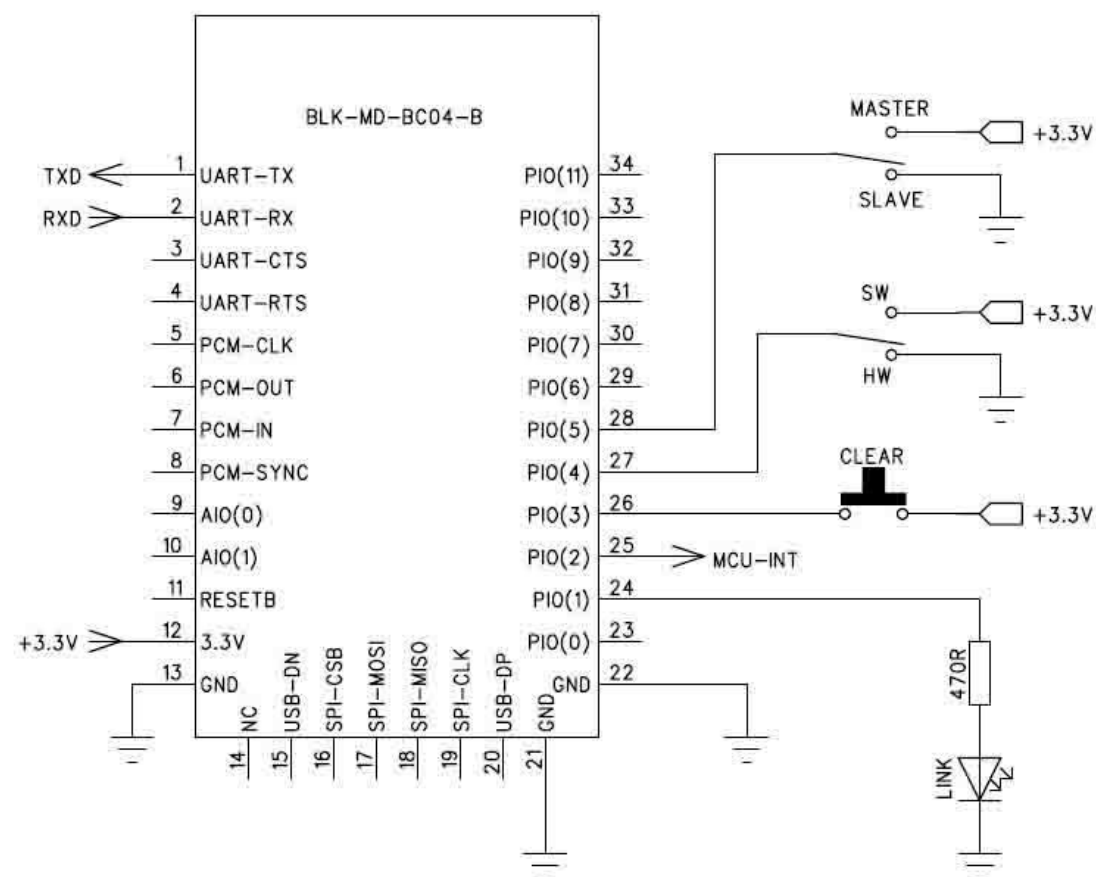 BLK-MD-BC04-B
TXD
1
UART-TX
RXD
2
UART-RX
3
UART-CTS
4
UART-RTS
5
PCM-CLK
6
PCM-OUT
7
PCM-IN
8
PCM-SYNC
9
AIO(0)
10
AIO(1)
11
RESETB
+3.3V
12
3.3V
13
GND
NC
14
USB-DN
15
SPI-CSB
16
SPI-MOSI
17
SPI-MISO
18
SPI-CLK
19
USB-DP
20
GND
21
GND
22
PIO(0)
23
PIO(1)
24
PIO(2)
25
MCU-INT
PIO(3)
26
PIO(4)
27
PIO(5)
28
PIO(6)
29
PIO(7)
30
PIO(8)
31
PIO(9)
32
PIO(10)
33
PIO(11)
34
MASTER
+3.3V
SLAVE
SW
+3.3V
HW
CLEAR
+3.3V
470R
LINK